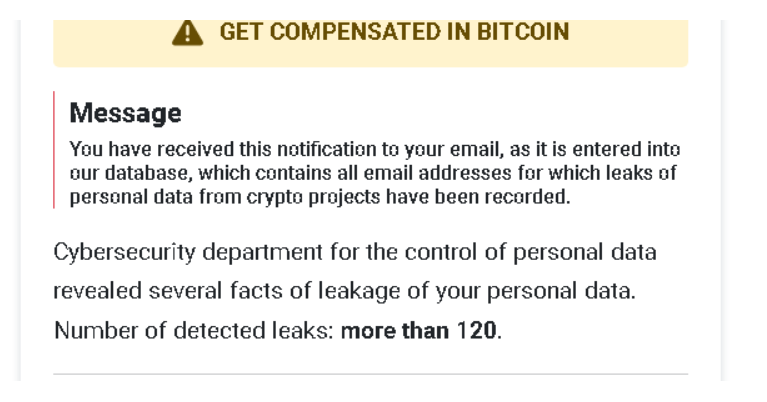 GET COMPENSATED IN BITCOIN
Message
You have received this notification to your email, as it is entered into
our database, which contains all email addresses for which leaks of
personal data from crypto projects have been recorded.
Cybersecurity department for the control of personal data
revealed several facts of leakage of your personal data.
Number of detected leaks: more than 120.